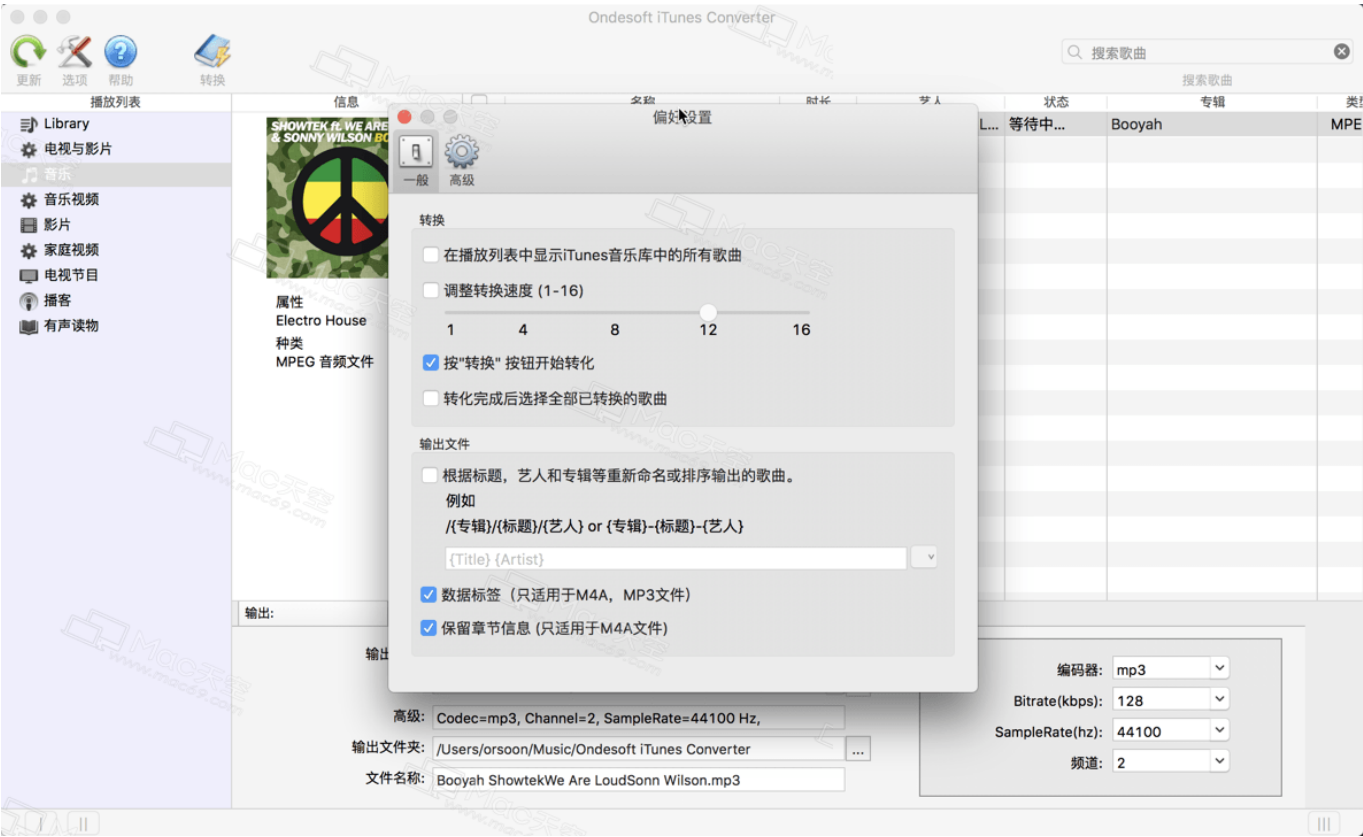 Ondesoft iTunes Converter
更新 选项 帮助 转换
搜索歌曲
搜索歌曲
播放列表 信息 名称 时长 艺人 状态 专辑
Library
电视与影片
音乐
音乐视频
影片
家庭视频
电视节目
播客
有声读物
SHOWTEK ft. WE ARE
& SONNY WILSON
属性
Electro House
种类
MPEG 音频文件
L... 等待中... Booyah MPE
偏好设置
一般 高级
转换
在播放列表中显示iTunes音乐库中的所有歌曲
调整转换速度 (1-16)
1 4 8 12 16
按"转换" 按钮开始转化
转化完成后选择全部已转换的歌曲
输出文件
根据标题，艺人和专辑等重新命名或排序输出的歌曲。
例如
/{专辑}/{标题}/{艺人} or {专辑}-{标题}-{艺人}
{Title} {Artist}
数据标签（只适用于M4A，MP3文件）
保留章节信息 (只适用于M4A文件)
输出:
高级: Codec=mp3, Channel=2, SampleRate=44100 Hz,
输出文件夹: /Users/orsoon/Music/Ondesoft iTunes Converter ...
文件名称: Booyah ShowtekWe Are LoudSonn Wilson.mp3
编码器: mp3
Bitrate(kbps): 128
SampleRate(hz): 44100
频道: 2
Mac天空
www.mac69.com